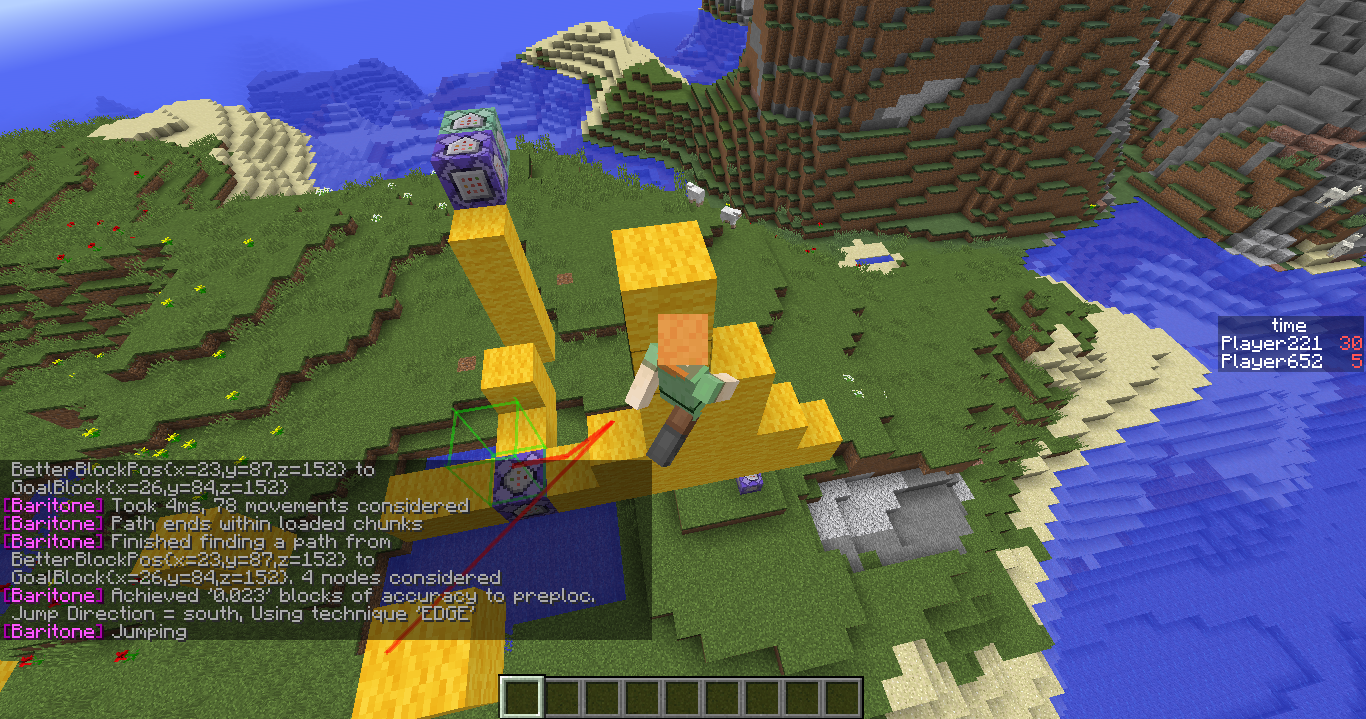 time
Player221 30
Player652 5
BetterBlockPos{x=23,y=87,z=152} to
GoalBlock{x=26,y=84,z=152}
[Baritone] Took 4ms, 78 movements considered
[Baritone] Path ends within loaded chunks
[Baritone] Finished finding a path from
BetterBlockPos{x=23,y=87,z=152} to
GoalBlock{x=26,y=84,z=152}. 4 nodes considered
[Baritone] Achieved '0.023' blocks of accuracy to preploc.
Jump Direction = south, Using technique 'EDGE'
[Baritone] Jumping